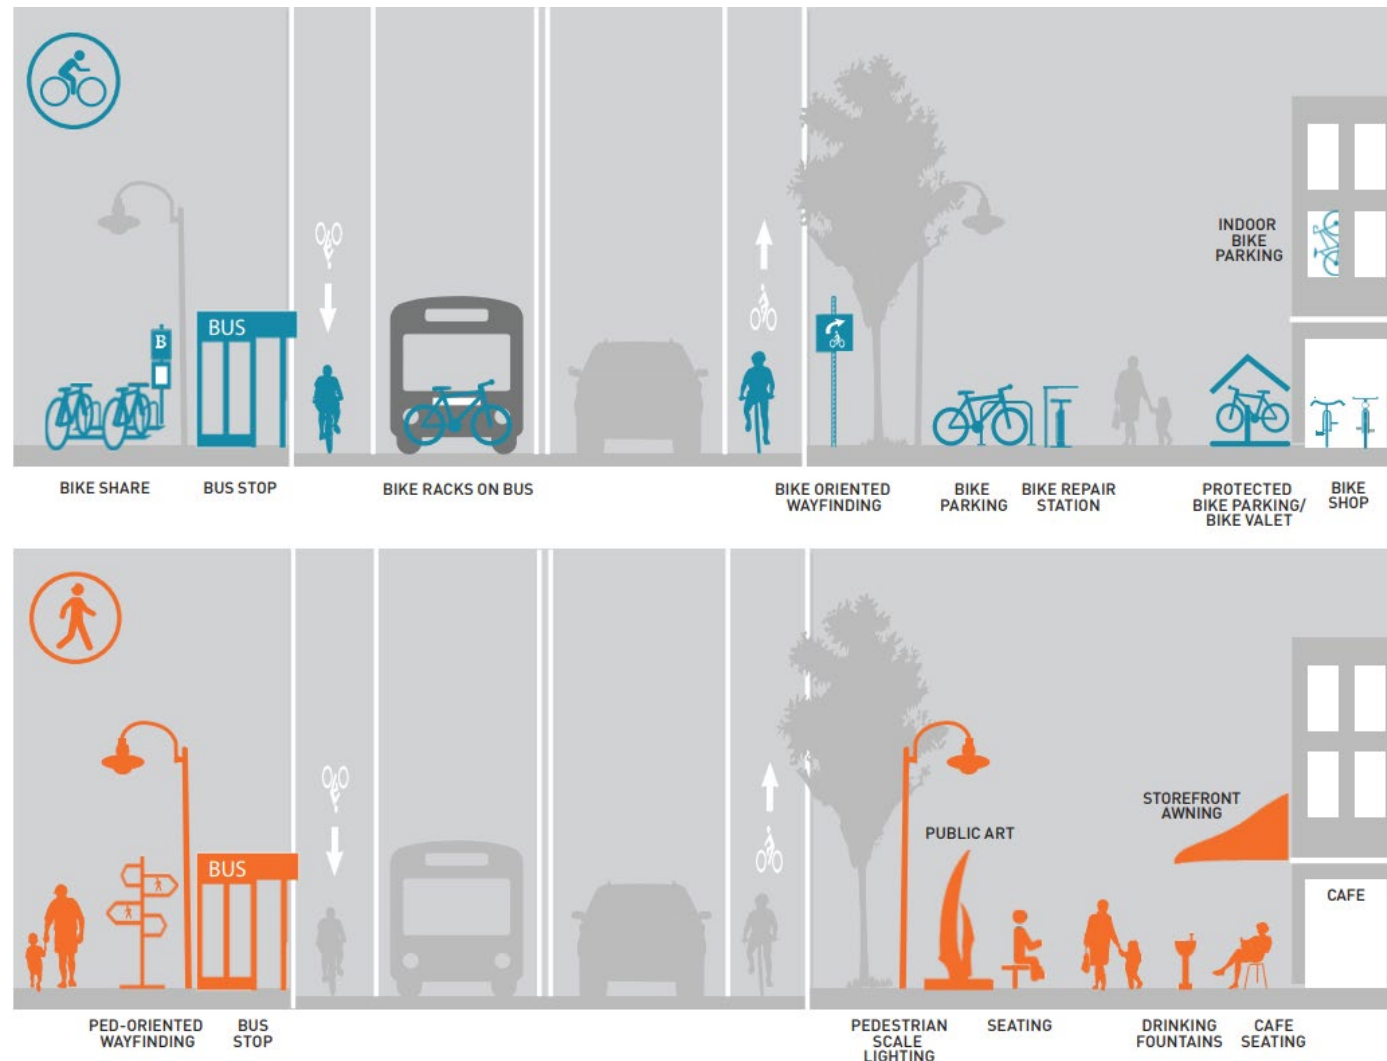 INDOOR
BIKE
PARKING
B
BUS
BIKE SHARE
BUS STOP
BIKE RACKS ON BUS
BIKE ORIENTED
WAYFINDING
BIKE
PARKING
BIKE REPAIR
STATION
PROTECTED
BIKE PARKING/
BIKE VALET
BIKE
SHOP
STOREFRONT
AWNING
PUBLIC ART
BUS
CAFE
PED-ORIENTED
WAYFINDING
BUS
STOP
PEDESTRIAN
SCALE
LIGHTING
SEATING
DRINKING
FOUNTAINS
CAFE
SEATING